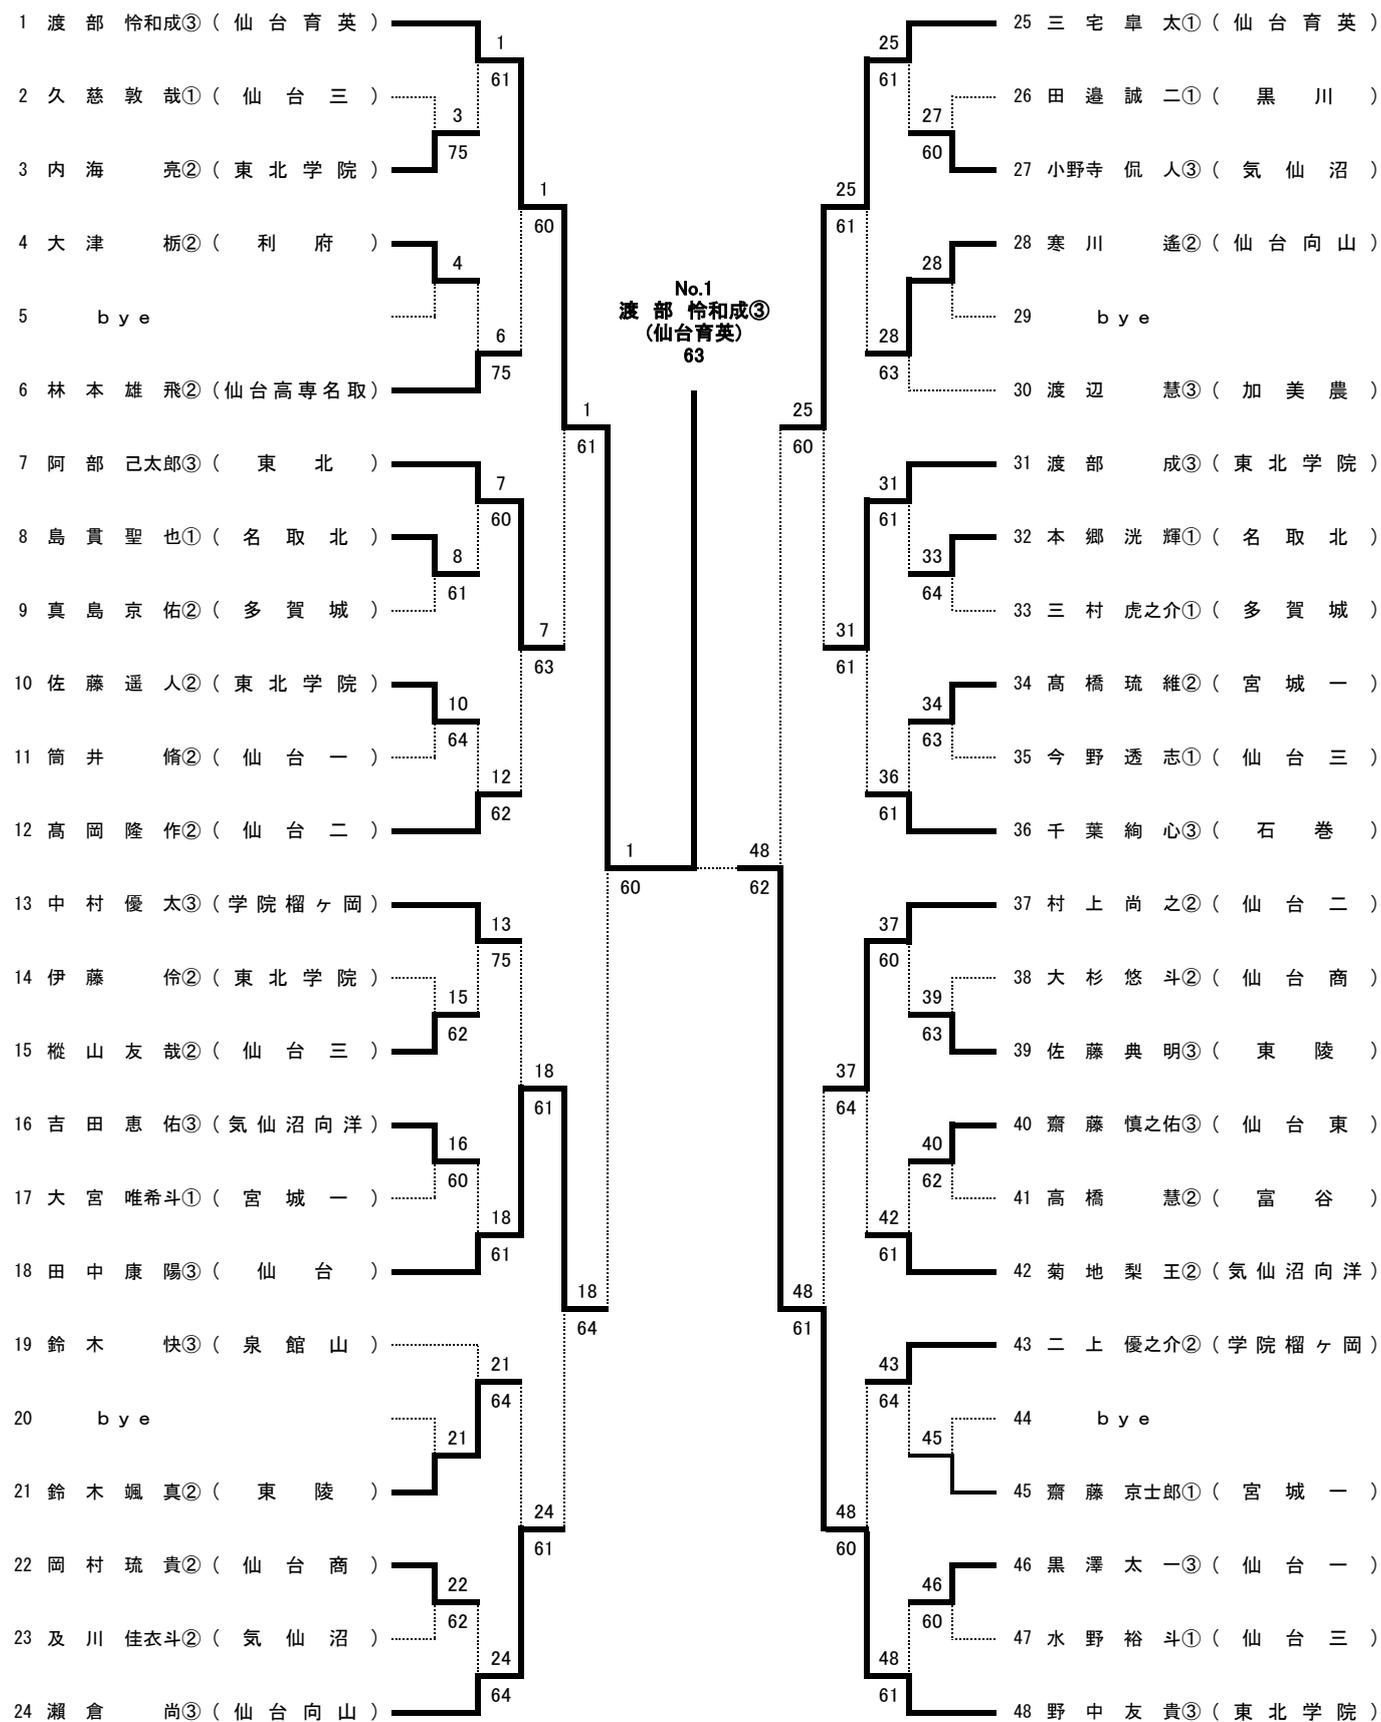 1 渡部 怜和成③（仙台育英）
2 久慈敦哉①（仙台三）
3 内海 亮②（東北学院）
4 大津 栃②（利府）
5 ｂｙｅ
6 林本雄飛②（仙台高専名取）
7 阿部 己太郎③（東北）
8 島貫聖也①（名取北）
9 真島京佑②（多賀城）
10 佐藤遥人②（東北学院）
11 筒井 脩②（仙台一）
12 髙岡隆作②（仙台二）
13 中村優太③（学院榴ヶ岡）
14 伊藤 伶②（東北学院）
15 樅山友哉②（仙台三）
16 吉田恵佑③（気仙沼向洋）
17 大宮 唯希斗①（宮城一）
18 田中康陽③（仙台）
19 鈴木 快③（泉館山）
20 ｂｙｅ
21 鈴木颯真②（東陵）
22 岡村琉貴②（仙台商）
23 及川 佳衣斗②（気仙沼）
24 瀬倉 尚③（仙台向山）
1
61
3
75
4
6
75
7
60
8
61
10
64
12
62
13
75
15
62
16
60
18
61
21
64
21
22
62
24
64
1
60
7
63
18
61
24
61
1
61
18
64
1
60
No.1
渡部 怜和成③
(仙台育英)
63
48
62
25
60
48
61
25
61
31
61
37
64
48
60
25
61
27
60
28
28
63
31
61
33
64
34
63
36
61
37
60
39
63
40
62
42
61
43
64
45
46
60
48
61
25 三宅皐太①（仙台育英）
26 田邉誠二①（黒川）
27 小野寺侃人③（気仙沼）
28 寒川 遙②（仙台向山）
29 ｂｙｅ
30 渡辺 慧③（加美農）
31 渡部 成③（東北学院）
32 本郷洸輝①（名取北）
33 三村 虎之介①（多賀城）
34 髙橋琉維②（宮城一）
35 今野透志①（仙台三）
36 千葉絢心③（石巻）
37 村上尚之②（仙台二）
38 大杉悠斗②（仙台商）
39 佐藤典明③（東陵）
40 齋藤 慎之佑③（仙台東）
41 高橋 慧②（富谷）
42 菊地梨王②（気仙沼向洋）
43 二上 優之介②（学院榴ヶ岡）
44 ｂｙｅ
45 齋藤 京士郎①（宮城一）
46 黒澤太一③（仙台一）
47 水野裕斗①（仙台三）
48 野中友貴③（東北学院）